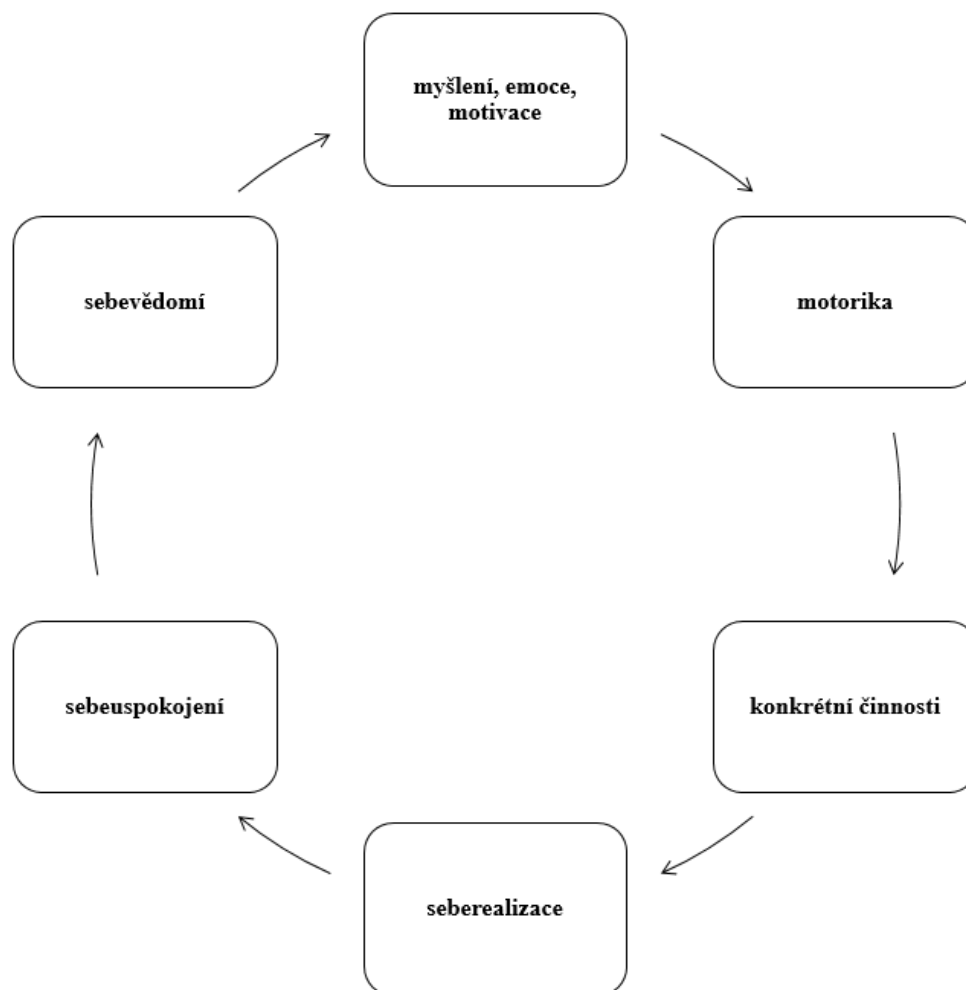 myšlení, emoce,
motivace
motorika
konkrétní činnosti
seberealizace
sebeuspokojení
sebevědomí